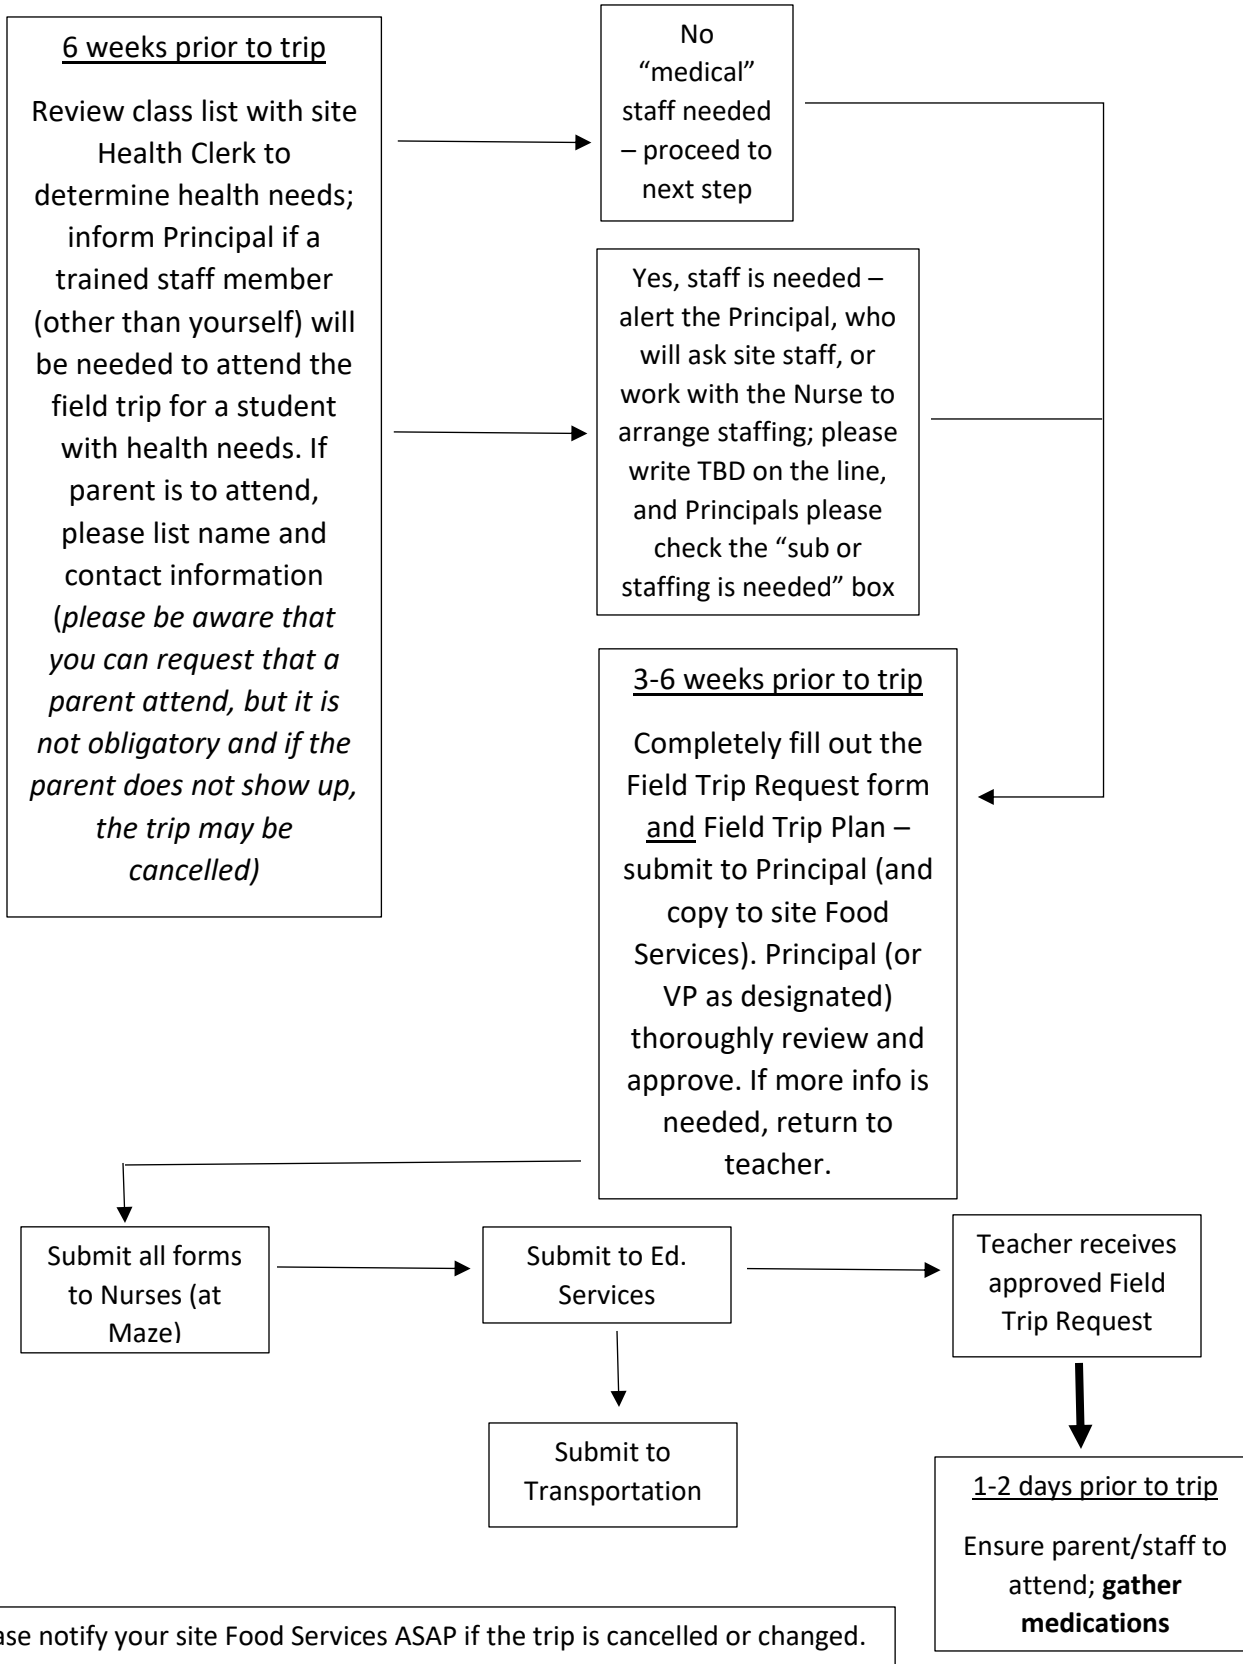 6 weeks prior to trip
Review class list with site
Health Clerk to
determine health needs;
inform Principal if a
trained staff member
(other than yourself) will
be needed to attend the
field trip for a student
with health needs. If
parent is to attend,
please list name and
contact information
(please be aware that
you can request that a
parent attend, but it is
not obligatory and if the
parent does not show up,
the trip may be
cancelled)
No
“medical”
staff needed
– proceed to
next step
Yes, staff is needed –
alert the Principal, who
will ask site staff, or
work with the Nurse to
arrange staffing; please
write TBD on the line,
and Principals please
check the “sub or
staffing is needed” box
3-6 weeks prior to trip
Completely fill out the
Field Trip Request form
and Field Trip Plan –
submit to Principal (and
copy to site Food
Services). Principal (or
VP as designated)
thoroughly review and
approve. If more info is
needed, return to
teacher.
Submit all forms
to Nurses (at
Maze)
Submit to Ed.
Services
Teacher receives
approved Field
Trip Request
Submit to
Transportation
1-2 days prior to trip
Ensure parent/staff to
attend; gather
medications
ase notify your site Food Services ASAP if the trip is cancelled or changed.